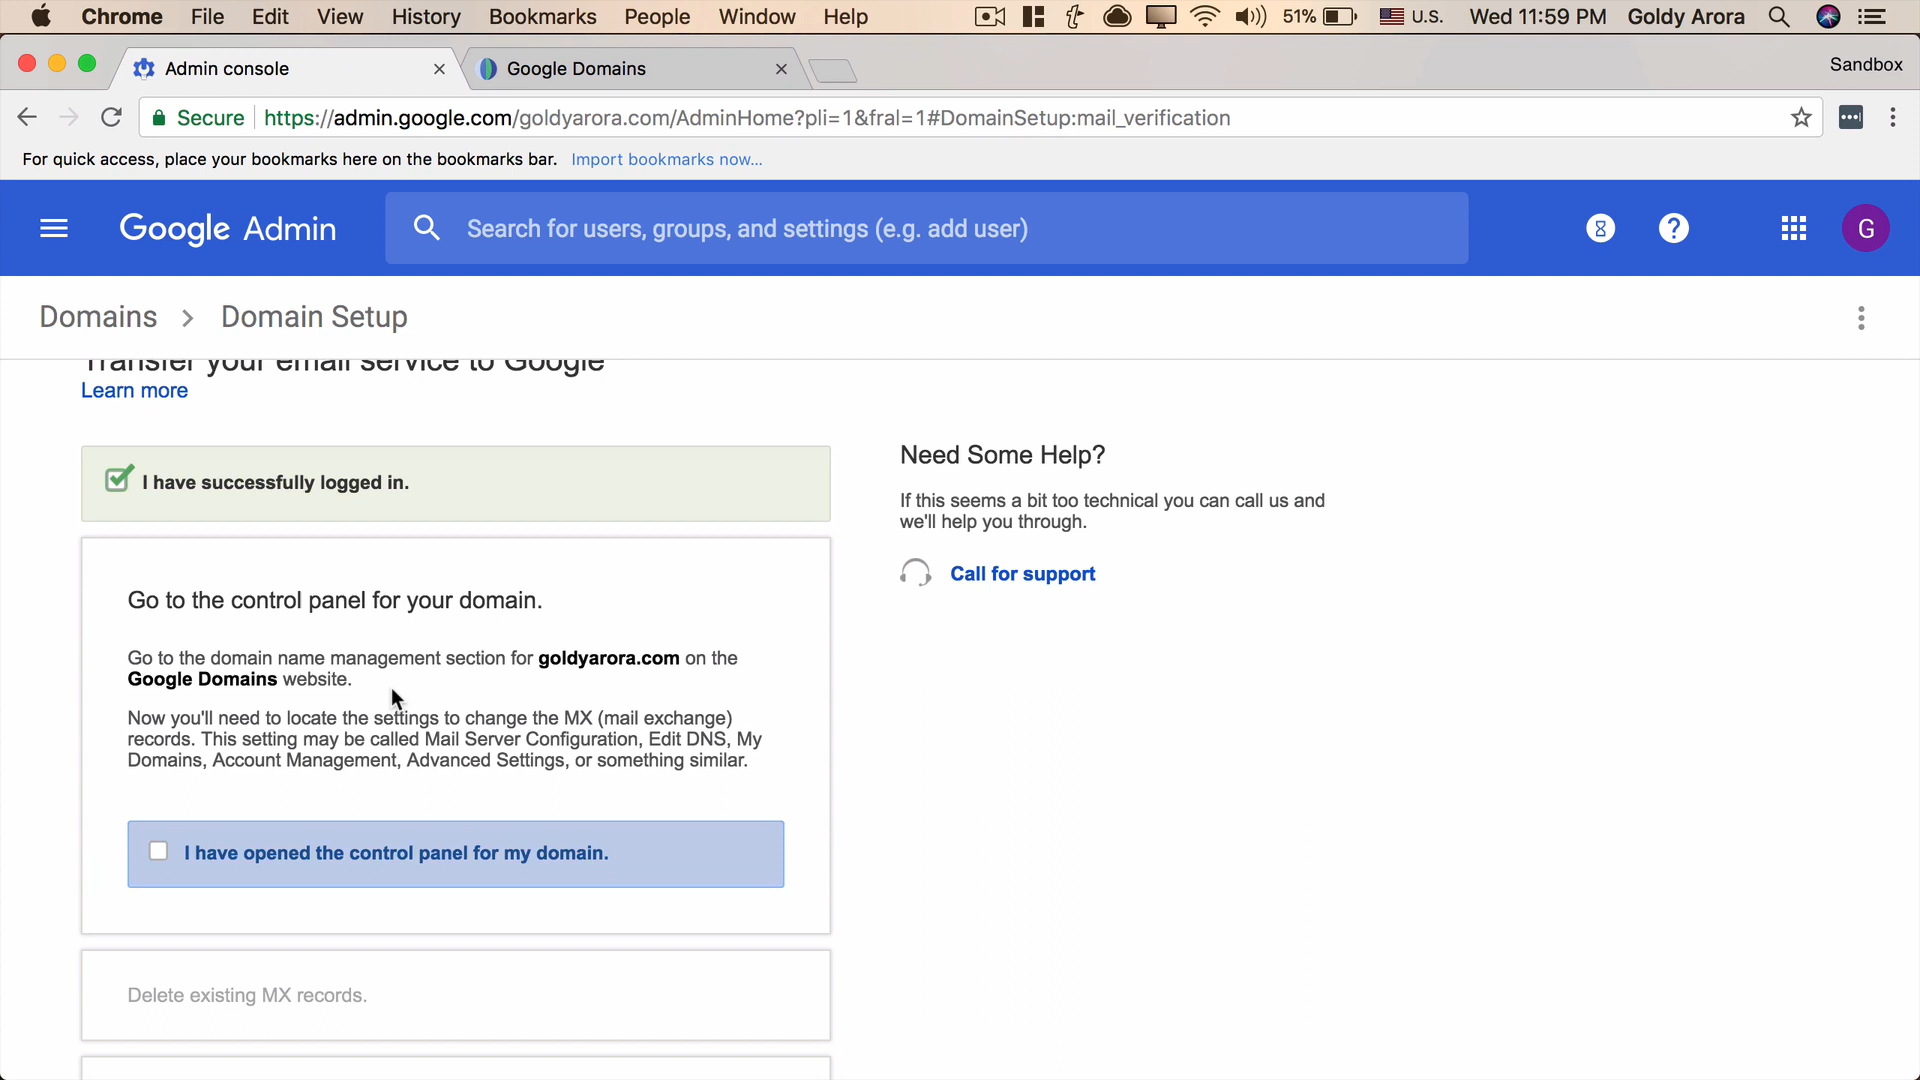 Chrome File Edit View History Bookmarks People Window Help 51% U.S. Wed 11:59 PM Goldy Arora
Admin console Google Domains Sandbox
Secure https://admin.google.com/goldyarora.com/AdminHome?pli=1&fral=1#DomainSetup:mail_verification
For quick access, place your bookmarks here on the bookmarks bar. Import bookmarks now...
Google Admin Search for users, groups, and settings (e.g. add user) G
Domains > Domain Setup
Transfer your email service to Google
Learn more
I have successfully logged in.
Need Some Help?
If this seems a bit too technical you can call us and
we'll help you through.
Call for support
Go to the control panel for your domain.
Go to the domain name management section for goldyarora.com on the
Google Domains website.
Now you'll need to locate the settings to change the MX (mail exchange)
records. This setting may be called Mail Server Configuration, Edit DNS, My
Domains, Account Management, Advanced Settings, or something similar.
I have opened the control panel for my domain.
Delete existing MX records.